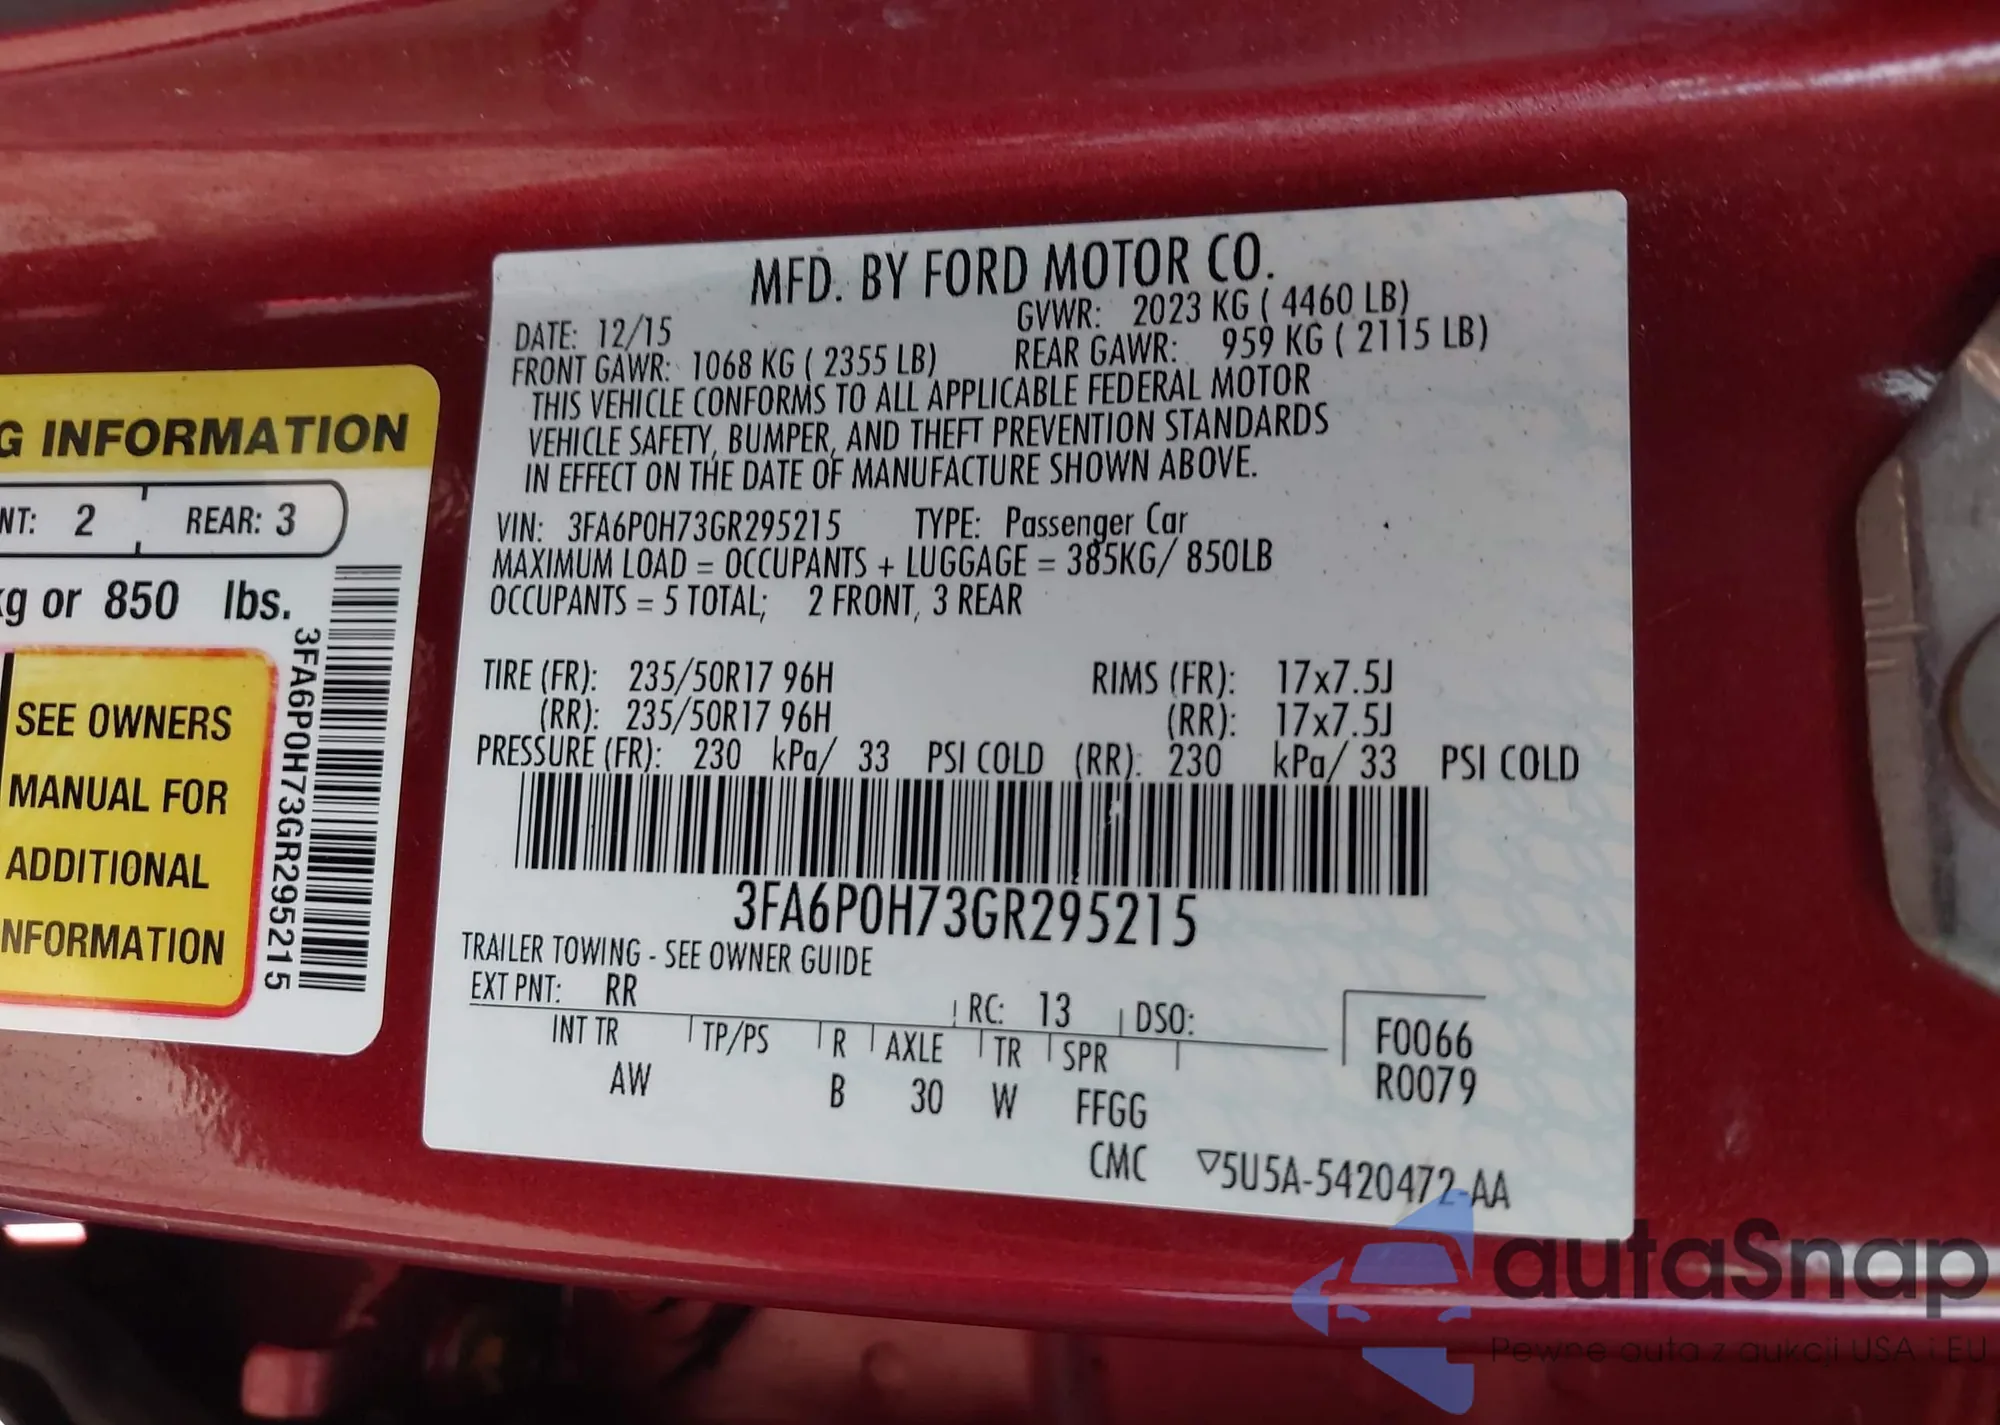 MFD. BY FORD MOTOR CO.
DATE: 12/15 GVWR: 2023 KG ( 4460 LB)
FRONT GAWR: 1068 KG ( 2355 LB) REAR GAWR: 959 KG ( 2115 LB)
THIS VEHICLE CONFORMS TO ALL APPLICABLE FEDERAL MOTOR
VEHICLE SAFETY, BUMPER, AND THEFT PREVENTION STANDARDS
IN EFFECT ON THE DATE OF MANUFACTURE SHOWN ABOVE.
VIN: 3FA6P0H73GR295215 TYPE: Passenger Car
MAXIMUM LOAD = OCCUPANTS + LUGGAGE = 385KG/ 850LB
OCCUPANTS = 5 TOTAL; 2 FRONT, 3 REAR
TIRE (FR): 235/50R17 96H RIMS (FR): 17x7.5J
(RR): 235/50R17 96H (RR): 17x7.5J
PRESSURE (FR): 230 kPa/ 33 PSI COLD (RR): 230 kPa/ 33 PSI COLD
3FA6P0H73GR295215
TRAILER TOWING - SEE OWNER GUIDE
EXT PNT: RR RC: 13 DSO:
INT TR TP/PS R AXLE TR SPR
AW B 30 W FFGG
F0066
R0079
CMC ▽5U5A-5420472-AA
G INFORMATION
NT: 2 REAR: 3
kg or 850 lbs.
SEE OWNERS
MANUAL FOR
ADDITIONAL
NFORMATION
3FA6P0H73GR295215
autaSnap
Pewne auta z aukcji USA i EU